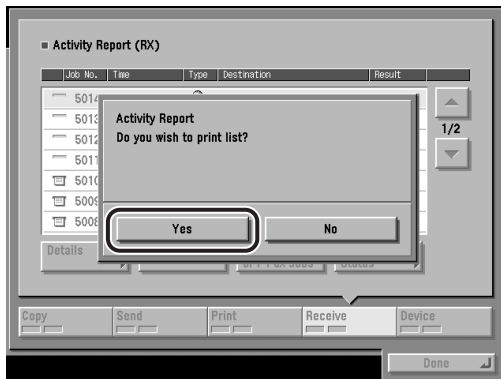 Activity Report (RX)
Job No. Time Type Destination Result
5014
5013
5012
5011
5010
5009
5008
1/2
Activity Report
Do you wish to print list?
Yes No
Details Status
Copy Send Print Receive Device
Done